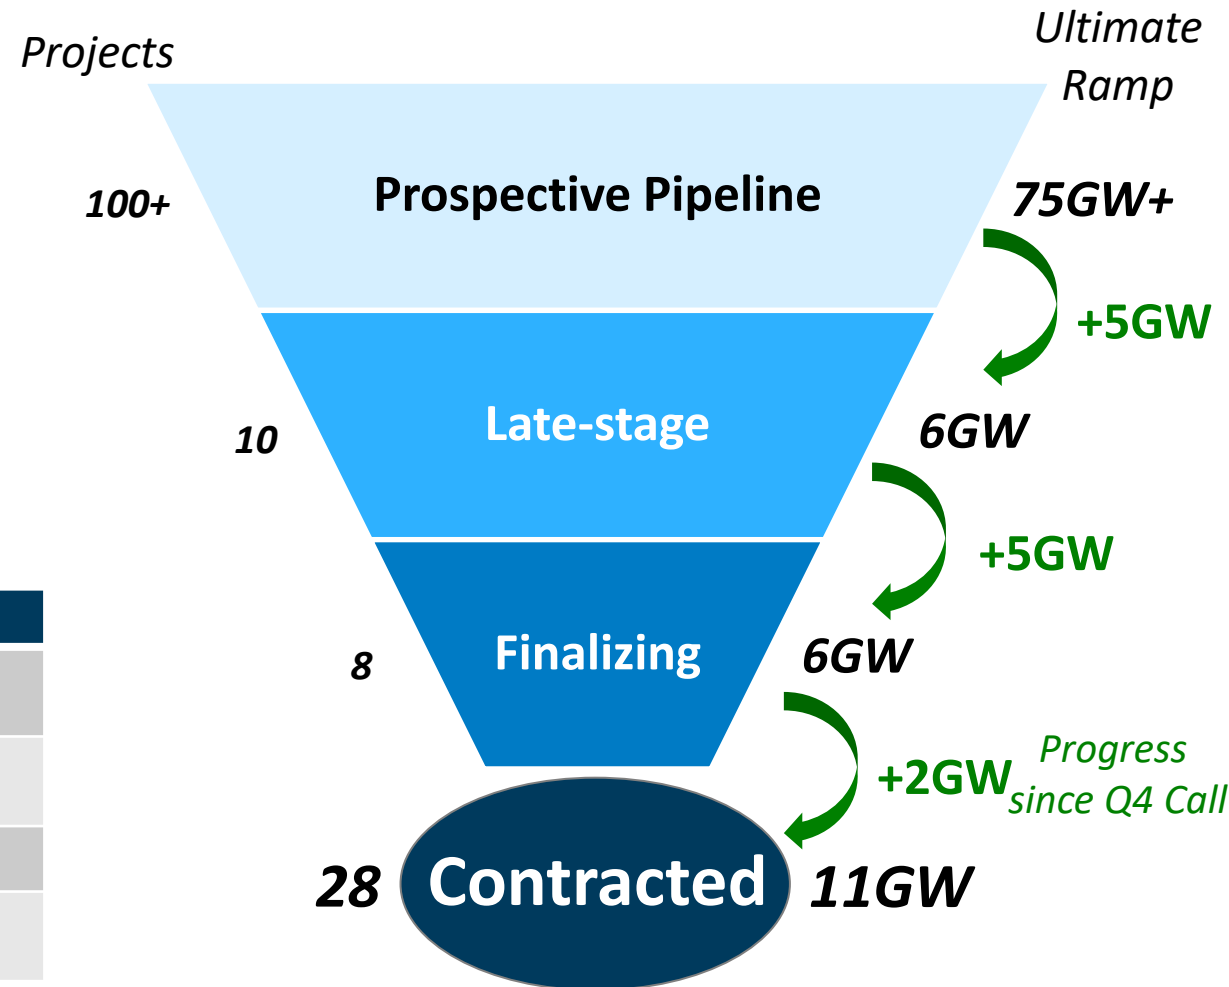 Projects
Ultimate
Ramp
100+
Prospective Pipeline
75GW+
+5GW
10
Late-stage
6GW
+5GW
8
Finalizing
6GW
+2GW
Progress
since Q4 Call
28
Contracted
11GW